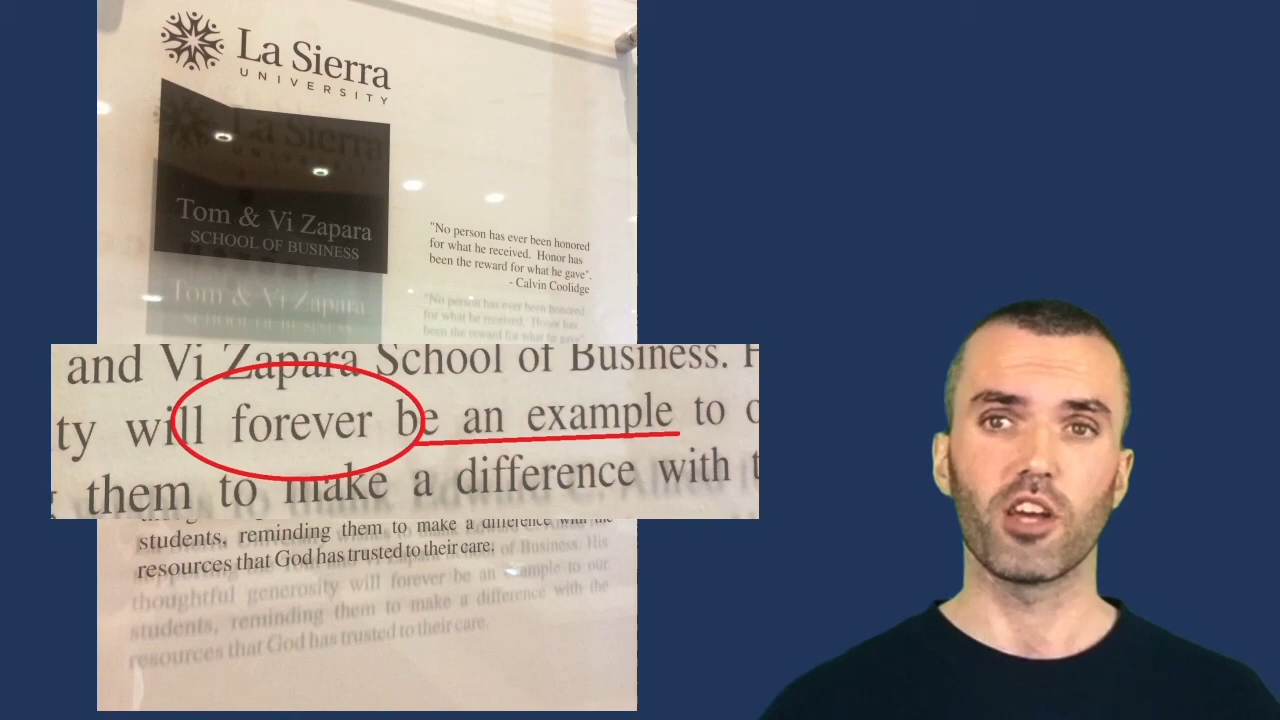 La Sierra
UNIVERSITY
Tom & Vi Zapara
SCHOOL OF BUSINESS
"No person has ever been honored
for what he received. Honor has
been the reward for what he gave".
- Calvin Coolidge
and Vi Zapara School of Business.
will forever be an example to
them to make a difference with
students, reminding them to make a difference with the
resources that God has trusted to their care.
of Business. His
thoughtful generosity will forever be an example to our
students, reminding them to make a difference with the
resources that God has trusted to their care.